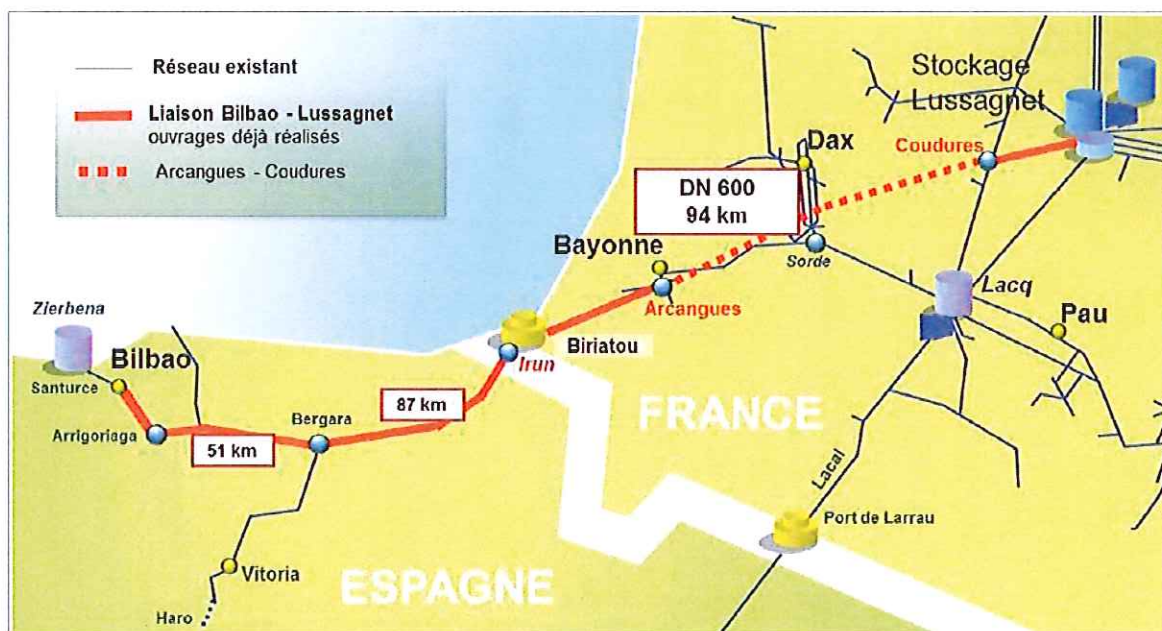 Réseau existant
Liaison Bilbao - Lussagnet
ouvrages déjà réalisés
Arcangues - Coudures
Stockage
Lussagnet
Coudures
Dax
DN 600
94 km
Bayonne
Sorde
Arcangues
Lacq
Pau
Zierbena
Bilbao
Santurce
Biriatou
Irun
87 km
Bergara
Arrigoriaga
51 km
FRANCE
Lacal
Port de Larrau
Vitoria
ESPAGNE
Haro